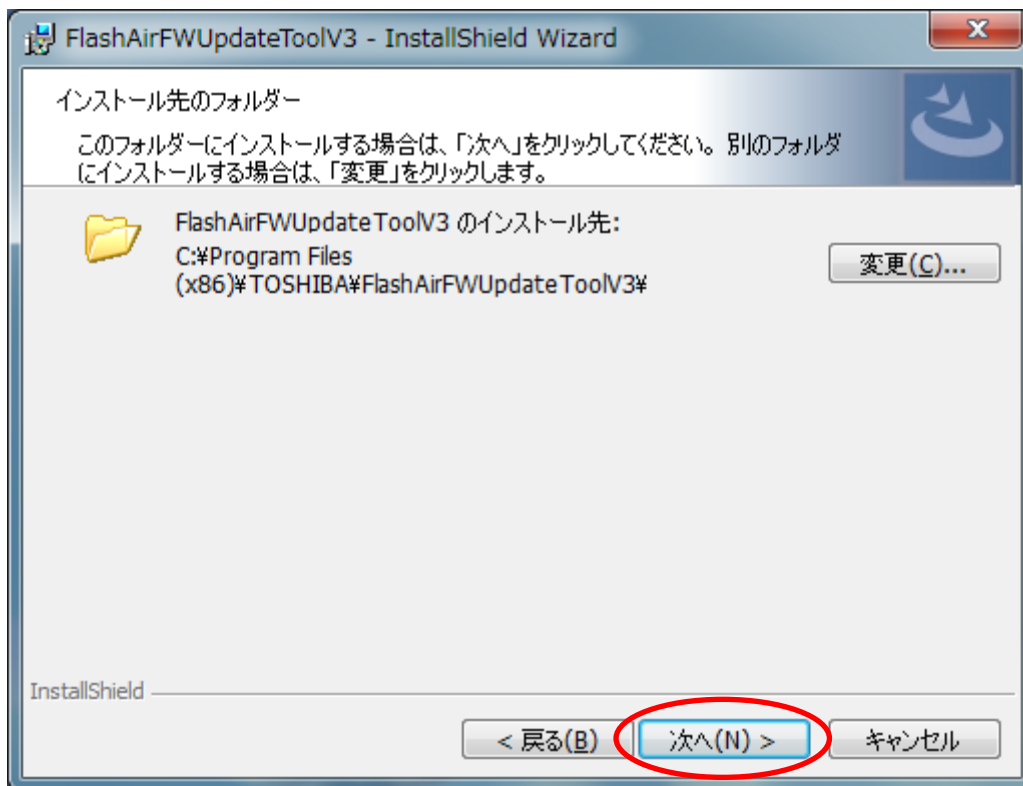 FlashAirFWUpdateToolV3 - InstallShield Wizard
インストール先のフォルダー
このフォルダーにインストールする場合は、「次へ」をクリックしてください。別のフォルダ
にインストールする場合は、「変更」をクリックします。
FlashAirFWUpdateToolV3 のインストール先:
C:¥Program Files
(x86)¥TOSHIBA¥FlashAirFWUpdateToolV3¥
変更(C)...
InstallShield
< 戻る(B)
次へ(N) >
キャンセル